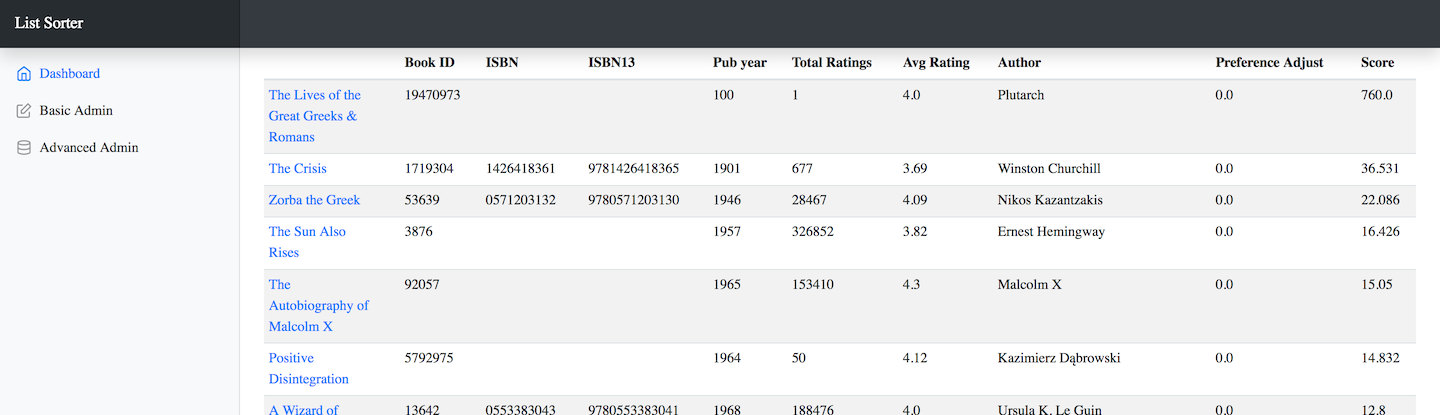 List Sorter
Dashboard
Basic Admin
Advanced Admin
Book ID ISBN ISBN13 Pub year Total Ratings Avg Rating Author Preference Adjust Score
The Lives of the 19470973 100 1 4.0 Plutarch 0.0 760.0
Great Greeks &
Romans
The Crisis 1719304 1426418361 9781426418365 1901 677 3.69 Winston Churchill 0.0 36.531
Zorba the Greek 53639 0571203132 9780571203130 1946 28467 4.09 Nikos Kazantzakis 0.0 22.086
The Sun Also 3876 1957 326852 3.82 Ernest Hemingway 0.0 16.426
Rises
The 92057 1965 153410 4.3 Malcolm X 0.0 15.05
Autobiography of
Malcolm X
Positive 5792975 1964 50 4.12 Kazimierz Dąbrowski 0.0 14.832
Disintegration
A Wizard of 13642 0553383043 9780553383041 1968 188476 4.0 Ursula K. Le Guin 0.0 12.8